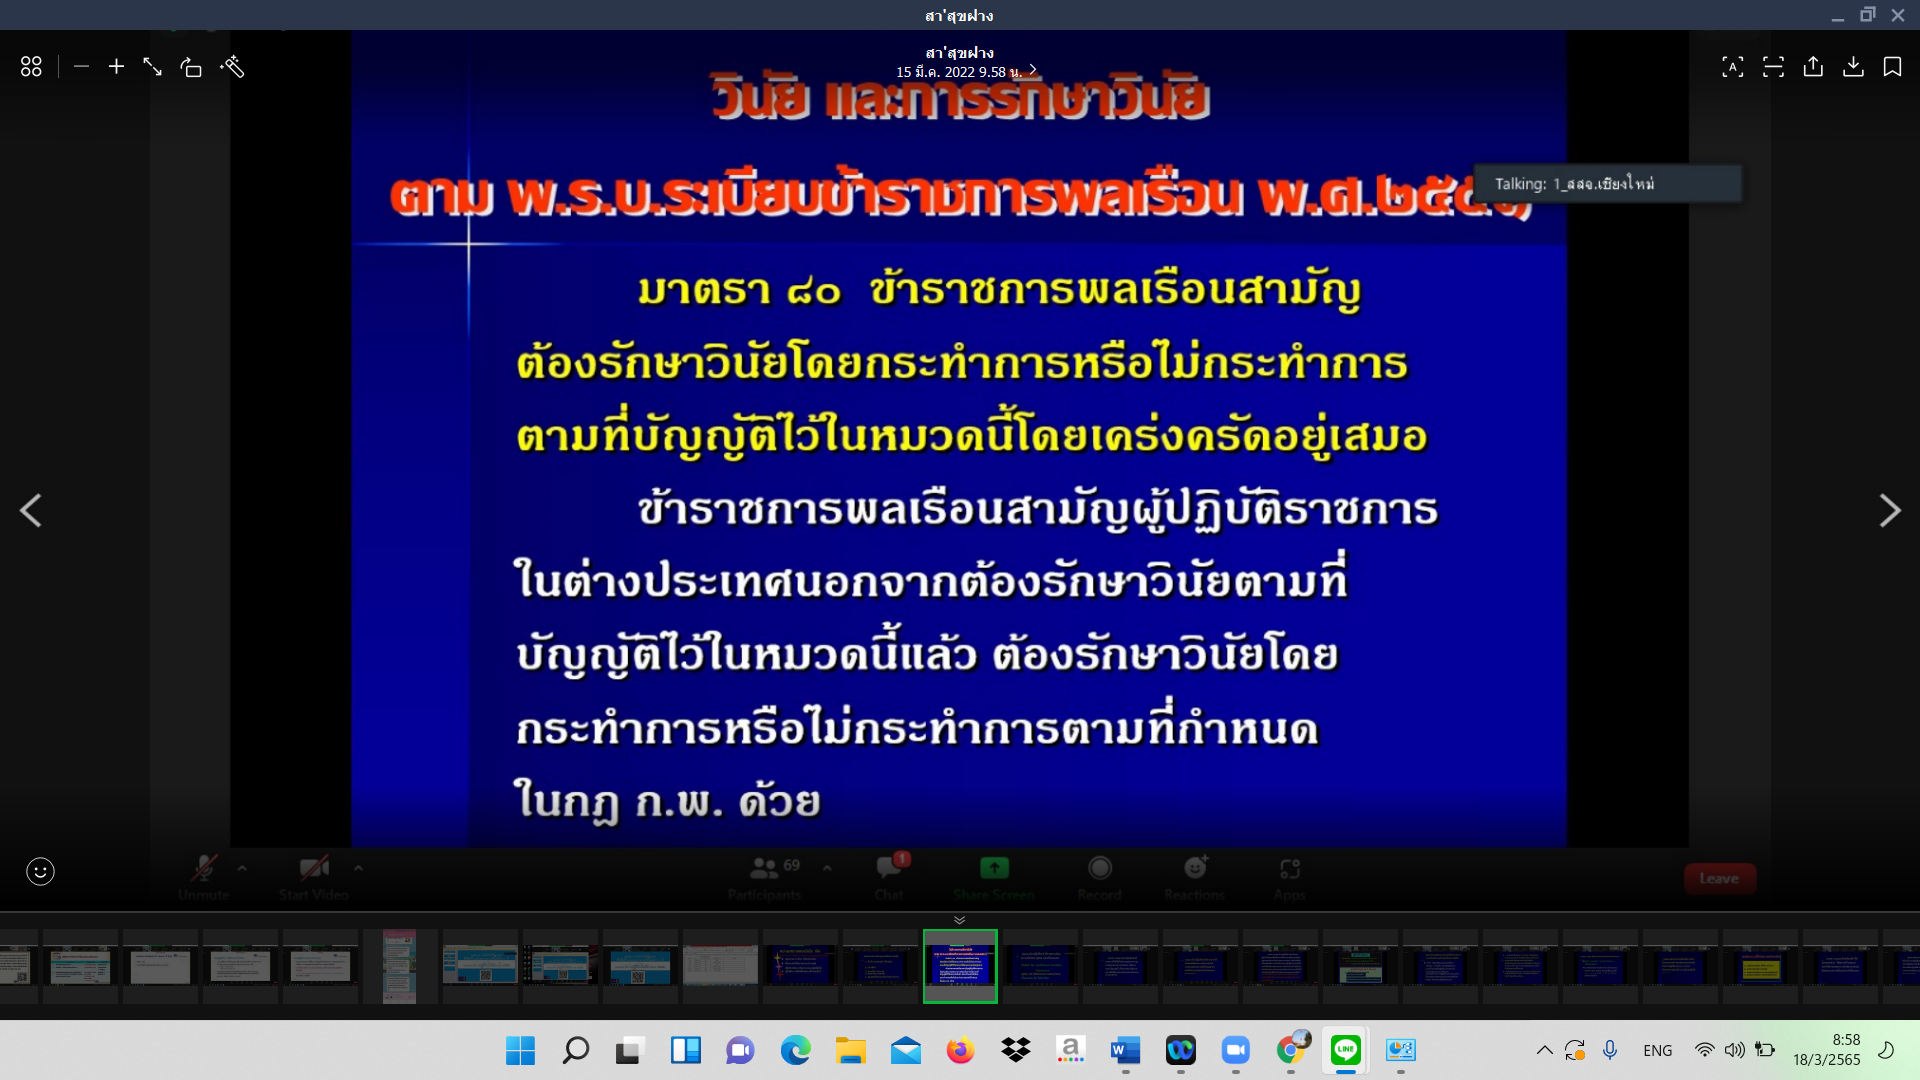 สา'สุขฝาง
สา'สุขฝาง
15 มี.ค. 2022 9.58 น.
วินัย และการรักษาวินัย
ตาม พ.ร.บ.ระเบียบข้าราชการพลเรือน พ.ศ.๒๕๕๑
Talking: 1_สสจ.เชียงใหม่
มาตรา ๘๐ ข้าราชการพลเรือนสามัญ
ต้องรักษาวินัยโดยกระทำการหรือไม่กระทำการ
ตามที่บัญญัติไว้ในหมวดนี้โดยเคร่งครัดอยู่เสมอ
ข้าราชการพลเรือนสามัญผู้ปฏิบัติราชการ
ในต่างประเทศนอกจากต้องรักษาวินัยตามที่
บัญญัติไว้ในหมวดนี้แล้ว ต้องรักษาวินัยโดย
กระทำการหรือไม่กระทำการตามที่กำหนด
ในกฎ ก.พ. ด้วย
Unmute
Start Video
69
Participants
1
Chat
Share Screen
Record
Reactions
Apps
Leave
ENG
8:58
18/3/2565